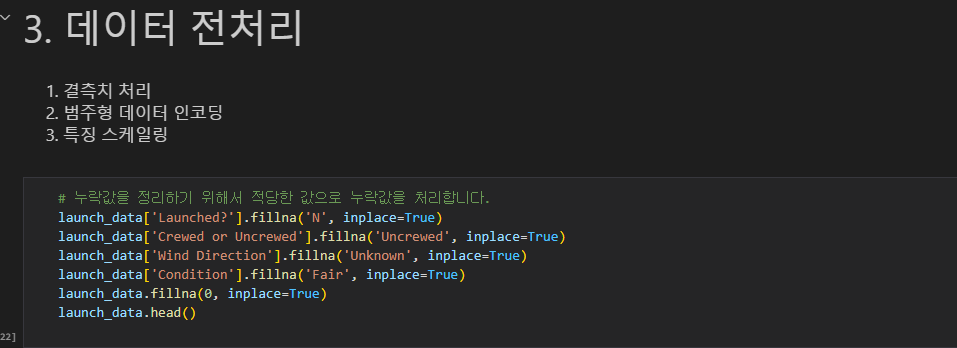 3. 데이터 전처리
1. 결측치 처리
2. 범주형 데이터 인코딩
3. 특징 스케일링
# 누락값을 정리하기 위해서 적당한 값으로 누락값을 처리합니다.
launch_data['Launched?'].fillna('N', inplace=True)
launch_data['Crewed or Uncrewed'].fillna('Uncrewed', inplace=True)
launch_data['Wind Direction'].fillna('Unknown', inplace=True)
launch_data['Condition'].fillna('Fair', inplace=True)
launch_data.fillna(0, inplace=True)
launch_data.head()
22]